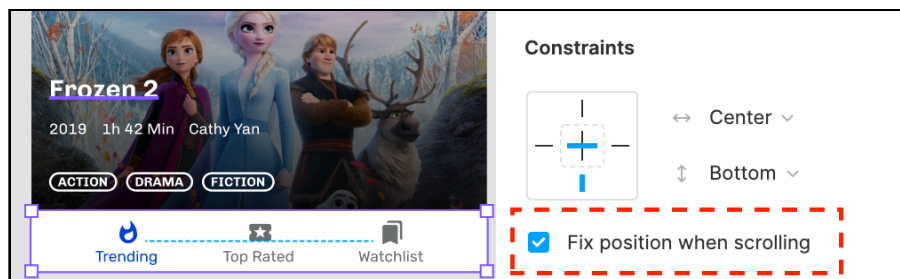 Frozen 2
2019 1h 42 Min Cathy Yan
ACTION DRAMA FICTION
Trending Top Rated Watchlist
Constraints
Center
Bottom
Fix position when scrolling